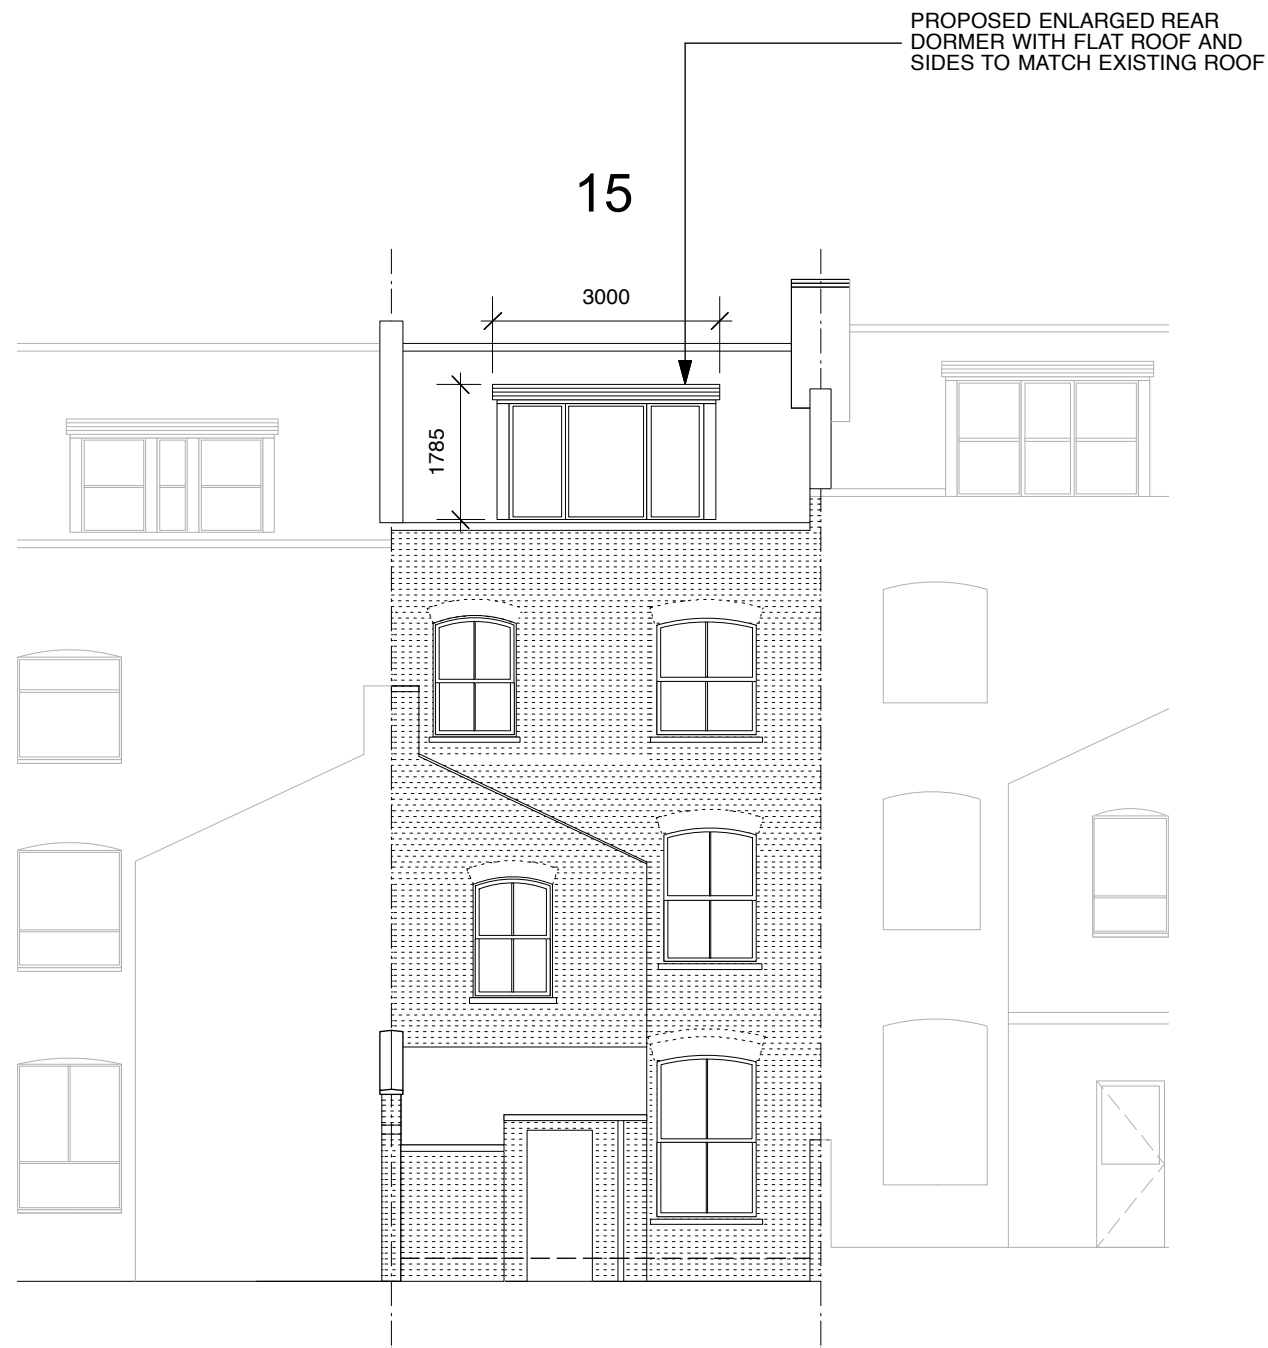 PROPOSED ENLARGED REAR
DORMER WITH FLAT ROOF AND
SIDES TO MATCH EXISTING ROOF
15
3000
1785